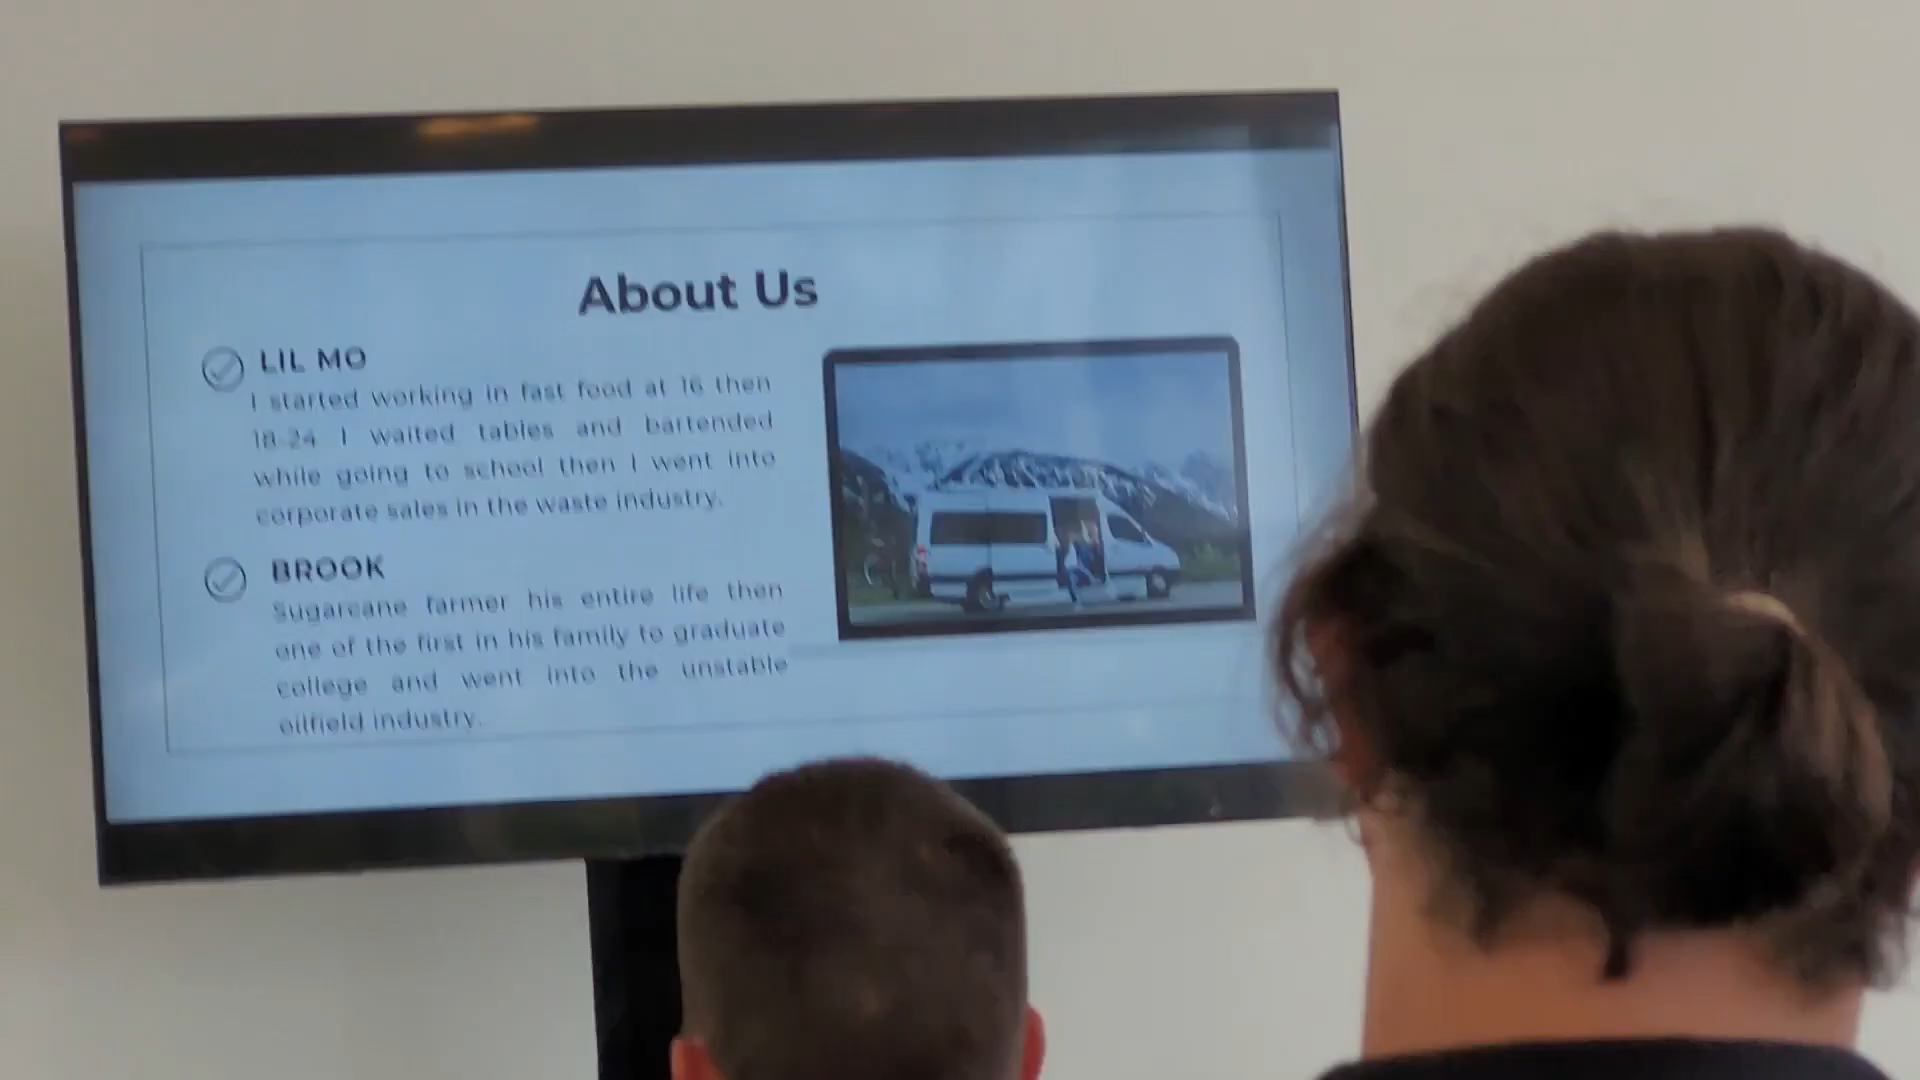 About Us
LIL MO
I started working in fast food at 16 then
18-24 I waited tables and bartended
while going to school then I went into
corporate sales in the waste industry.
BROOK
Sugarcane farmer his entire life then
one of the first in his family to graduate
college and went into the unstable
oilfield industry.